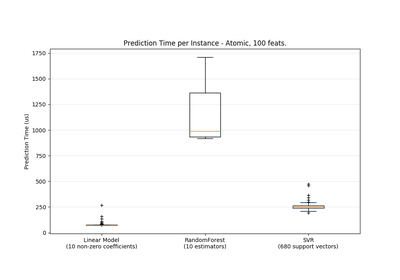 Prediction Time per Instance - Atomic, 100 feats.
1750
1500
1250
1000
750
500
250
0
Prediction Time (us)
Linear Model
(10 non-zero coefficients)
RandomForest
(10 estimators)
SVR
(680 support vectors)